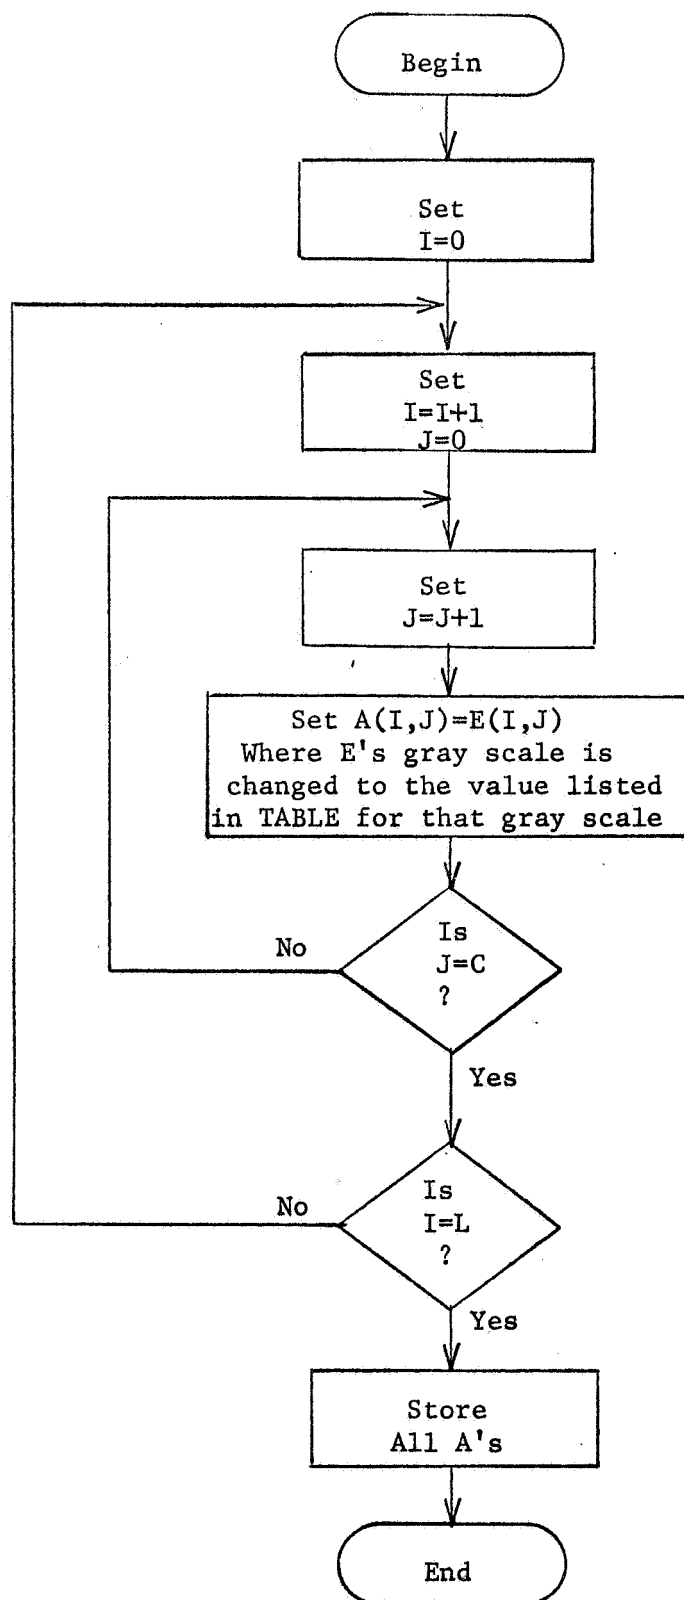 Begin
Set
I=0
Set
I=I+1
J=0
Set
J=J+1
Set A(I,J)=E(I,J)
Where E's gray scale is
changed to the value listed
in TABLE for that gray scale
Is
J=C
?
No
Yes
Is
I=L
?
No
Yes
Store
All A's
End